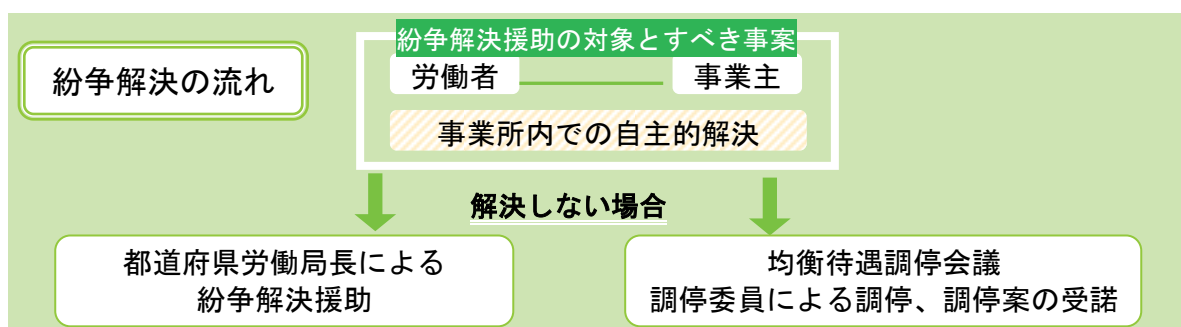 紛争解決の流れ
紛争解決援助の対象とすべき事案
労働者 事業主
事業所内での自主的解決
解決しない場合
都道府県労働局長による
紛争解決援助
均衡待遇調停会議
調停委員による調停、調停案の受諾